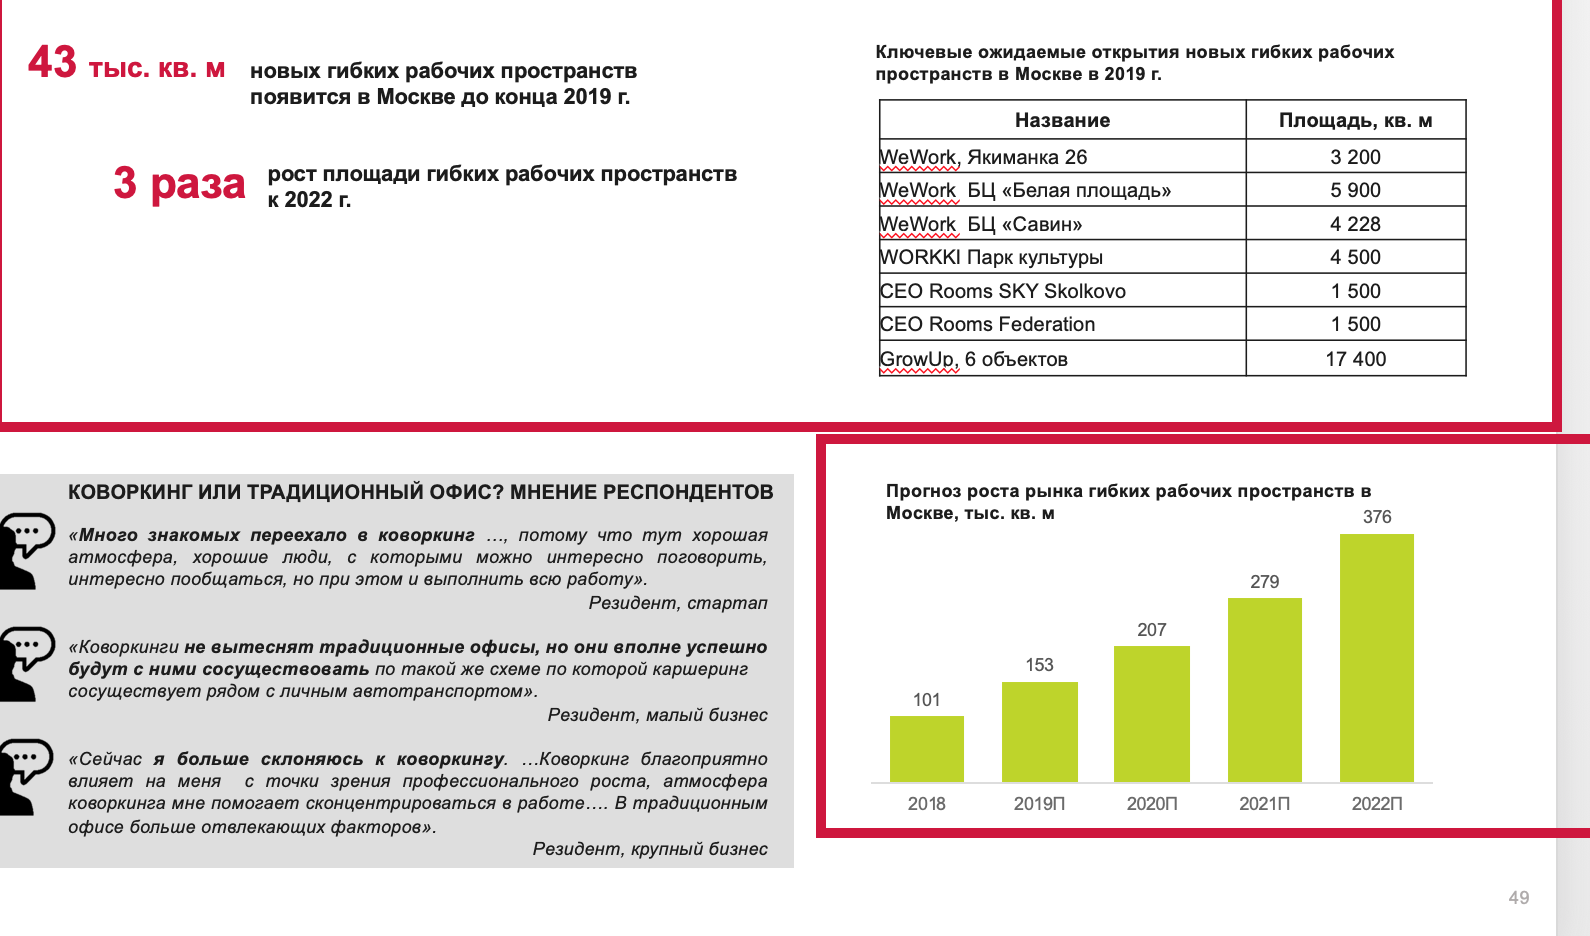 43 тыс. кв. м
новых гибких рабочих пространств
появится в Москве до конца 2019 г.
3 раза
рост площади гибких рабочих пространств
к 2022 г.
Ключевые ожидаемые открытия новых гибких рабочих
пространств в Москве в 2019 г.
Название Площадь, кв. м
WeWork, Якиманка 26 3 200
WeWork БЦ «Белая площадь» 5 900
WeWork БЦ «Савин» 4 228
WORKKI Парк культуры 4 500
CEO Rooms SKY Skolkovo 1 500
CEO Rooms Federation 1 500
GrowUp, 6 объектов 17 400
КОВОРКИНГ ИЛИ ТРАДИЦИОННЫЙ ОФИС? МНЕНИЕ РЕСПОНДЕНТОВ
«Много знакомых переехало в коворкинг …, потому что тут хорошая
атмосфера, хорошие люди, с которыми можно интересно поговорить,
интересно пообщаться, но при этом и выполнить всю работу».
Резидент, стартап
«Коворкинги не вытеснят традиционные офисы, но они вполне успешно
будут с ними сосуществовать по такой же схеме по которой каршеринг
сосуществует рядом с личным автотранспортом».
Резидент, малый бизнес
«Сейчас я больше склоняюсь к коворкингу. …Коворкинг благоприятно
влияет на меня с точки зрения профессионального роста, атмосфера
коворкинга мне помогает сконцентрироваться в работе…. В традиционным
офисе больше отвлекающих факторов».
Резидент, крупный бизнес
Прогноз роста рынка гибких рабочих пространств в
Москве, тыс. кв. м
101 153 207 279 376
2018 2019П 2020П 2021П 2022П
49